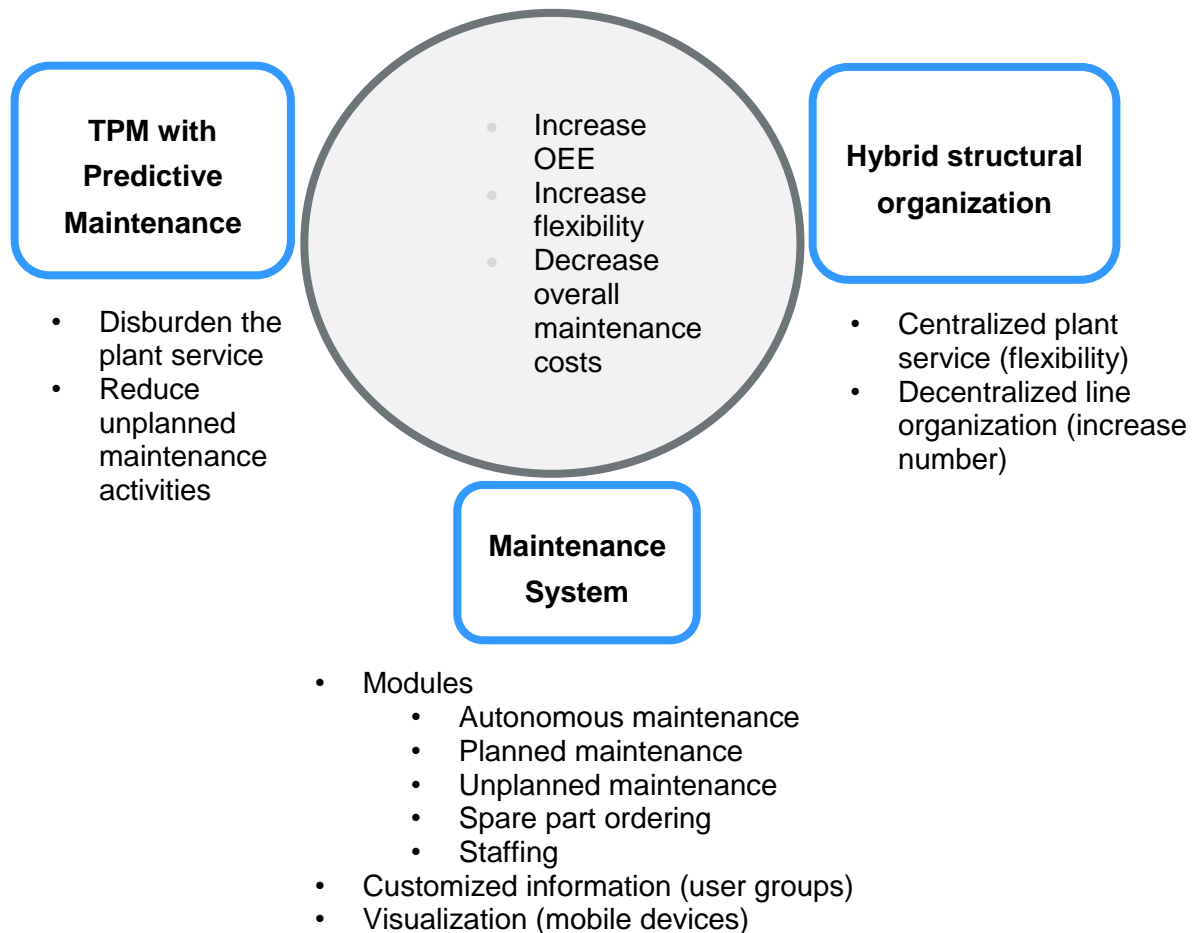 TPM with
Predictive
Maintenance
• Disburden the
plant service
• Reduce
unplanned
maintenance
activities
• Increase
OEE
• Increase
flexibility
• Decrease
overall
maintenance
costs
Hybrid structural
organization
• Centralized plant
service (flexibility)
• Decentralized line
organization (increase
number)
Maintenance
System
• Modules
• Autonomous maintenance
• Planned maintenance
• Unplanned maintenance
• Spare part ordering
• Staffing
• Customized information (user groups)
• Visualization (mobile devices)